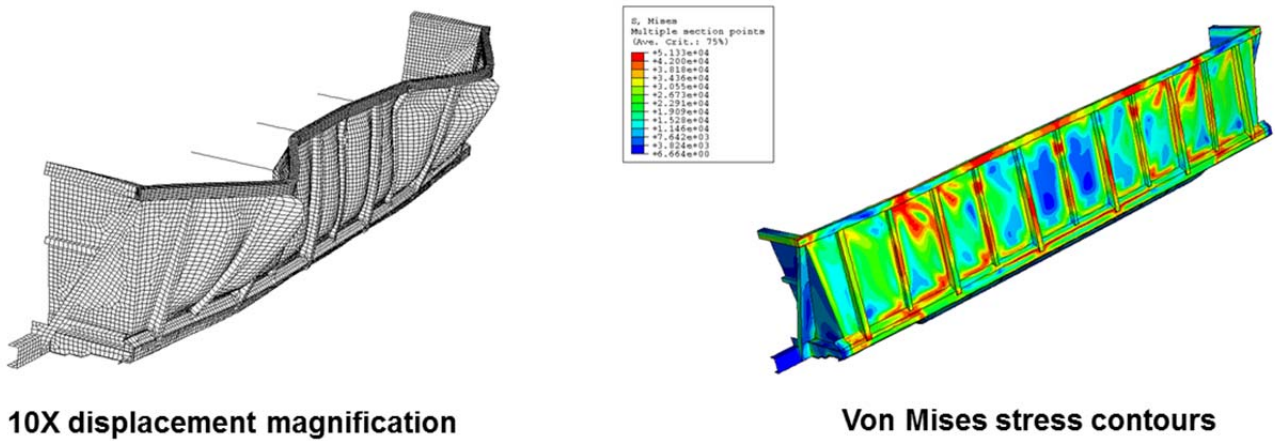 S, Mises
Multiple section points
(Ave. Crit.: 75%)
+5.133e+04
+4.200e+04
+3.818e+04
+3.436e+04
+3.055e+04
+2.673e+04
+2.291e+04
+1.909e+04
+1.528e+04
+1.146e+04
+7.642e+03
+3.824e+03
+6.664e+00
10X displacement magnification
Von Mises stress contours